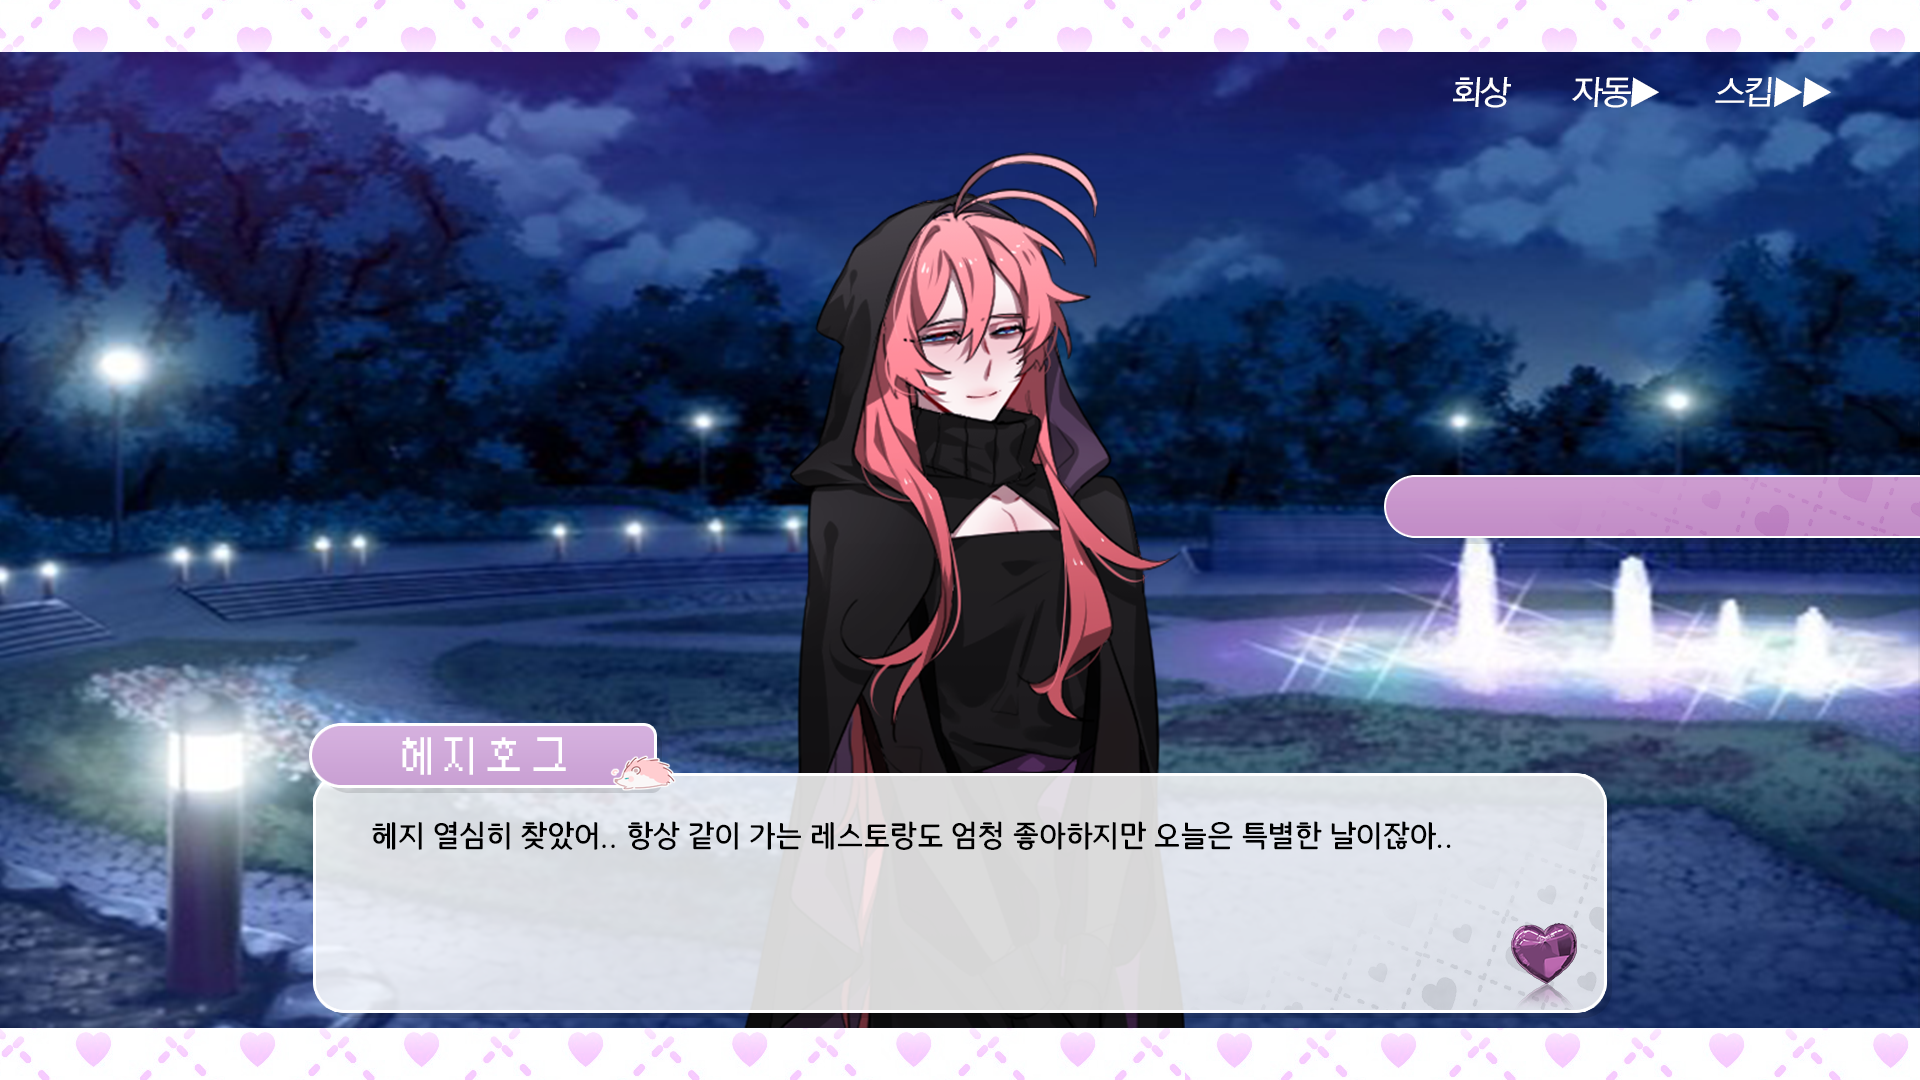 회상 자동▶ 스킵▶▶
헤지호그
헤지 열심히 찾았어.. 항상 같이 가는 레스토랑도 엄청 좋아하지만 오늘은 특별한 날이잖아..